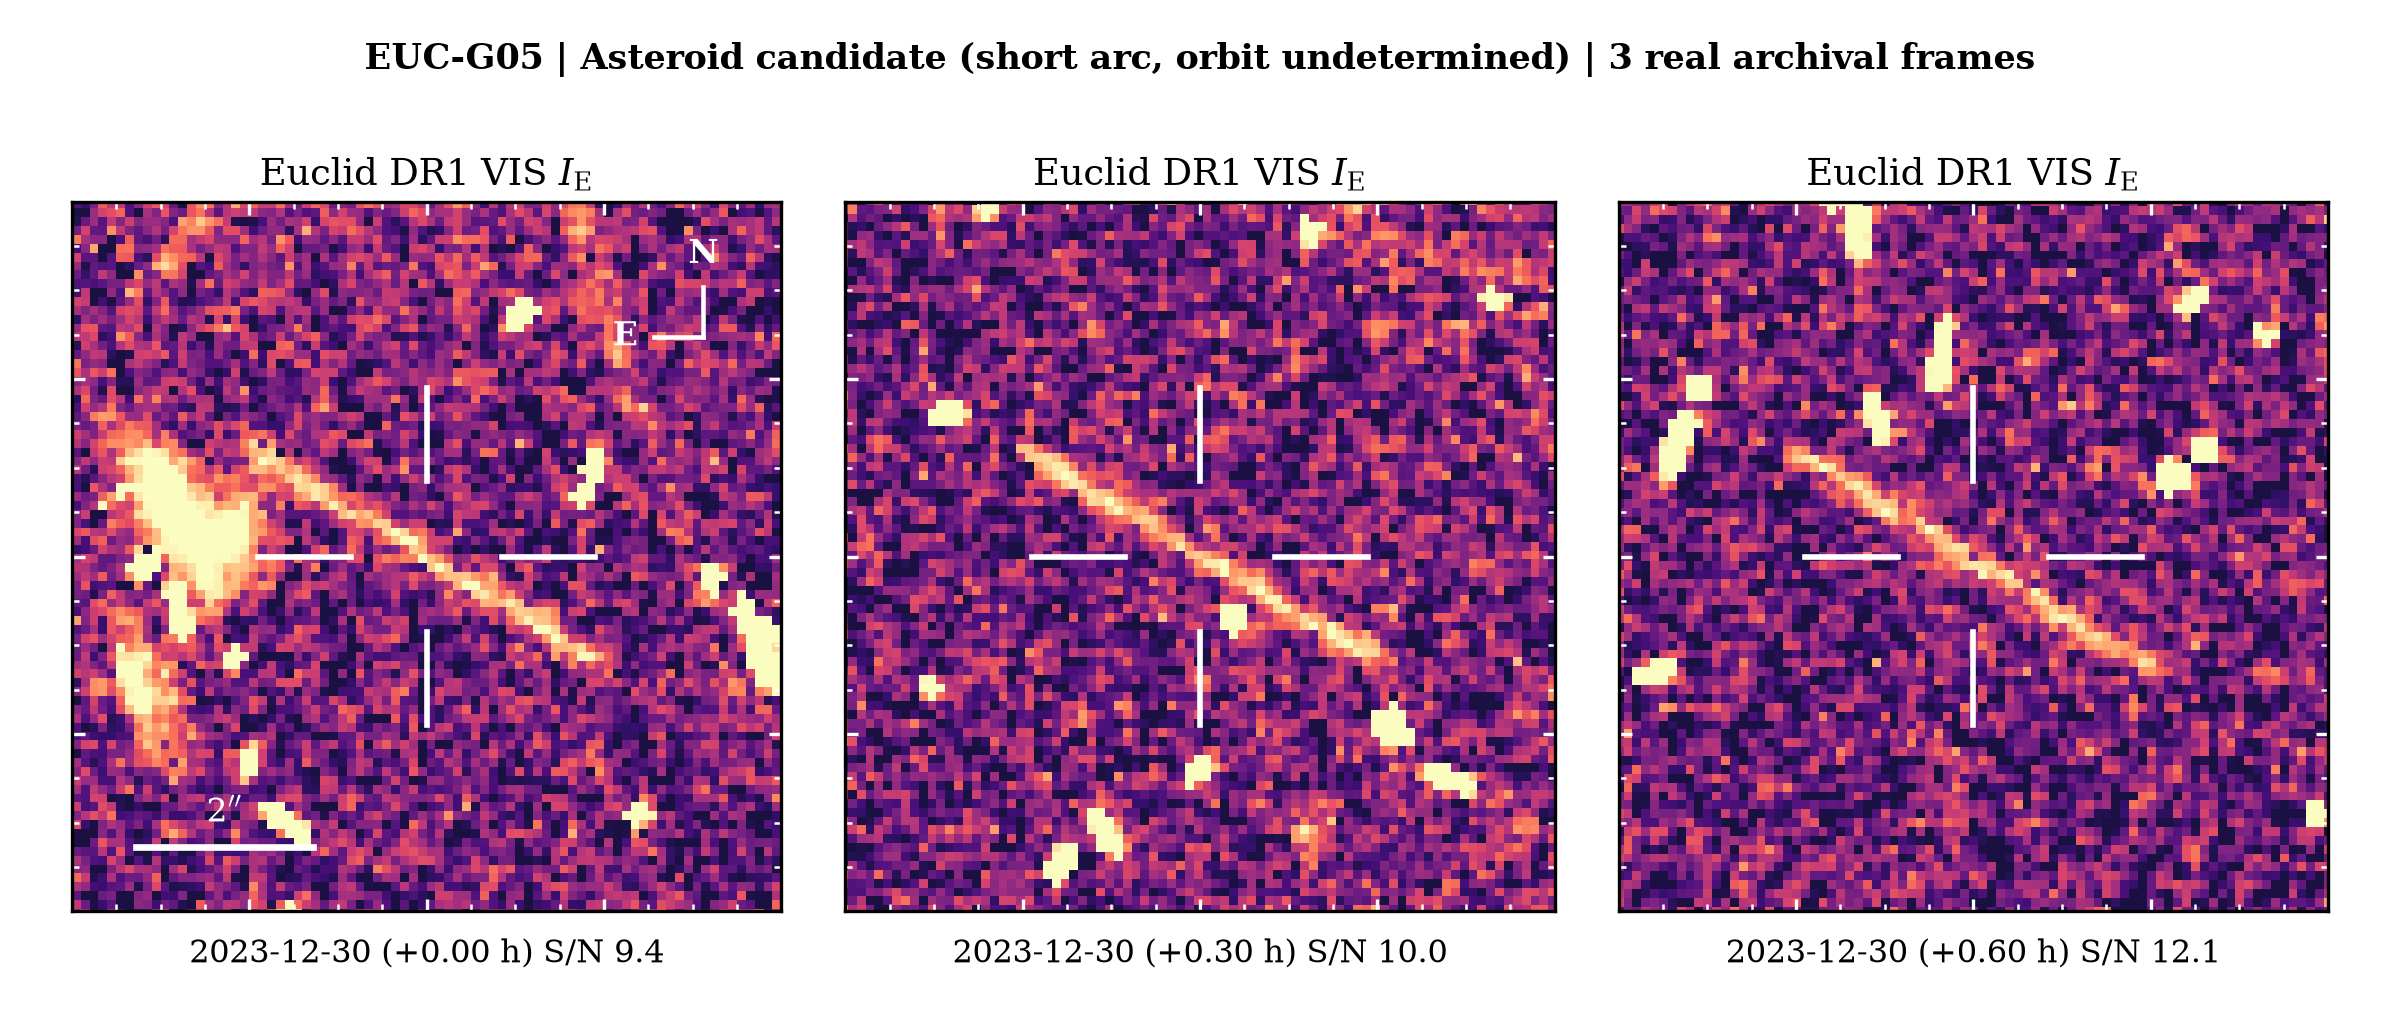 EUC-G05 | Asteroid candidate (short arc, orbit undetermined) | 3 real archival frames
Euclid DR1 VIS I_E
Euclid DR1 VIS I_E
Euclid DR1 VIS I_E
N
E
2″
2023-12-30 (+0.00 h) S/N 9.4
2023-12-30 (+0.30 h) S/N 10.0
2023-12-30 (+0.60 h) S/N 12.1